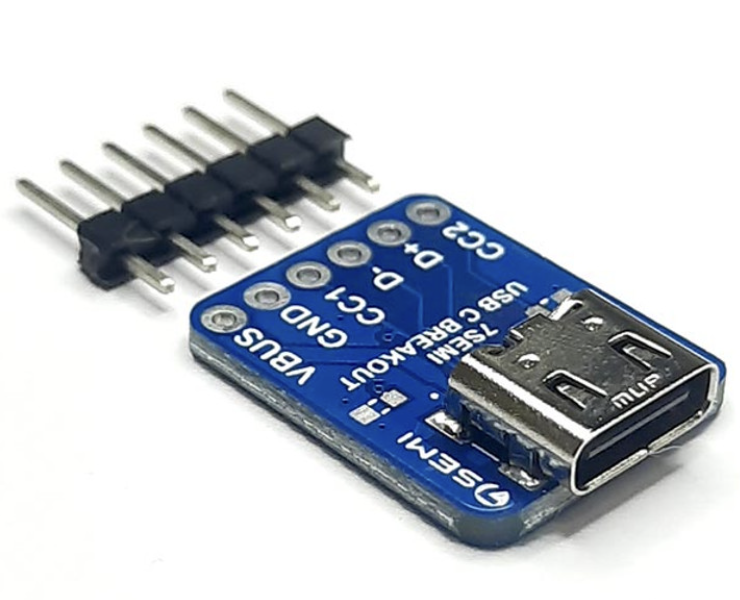 CC2
D+
D-
CC1
GND
VBUS
7SEMI
USB C BREAKOUT
7SEMI